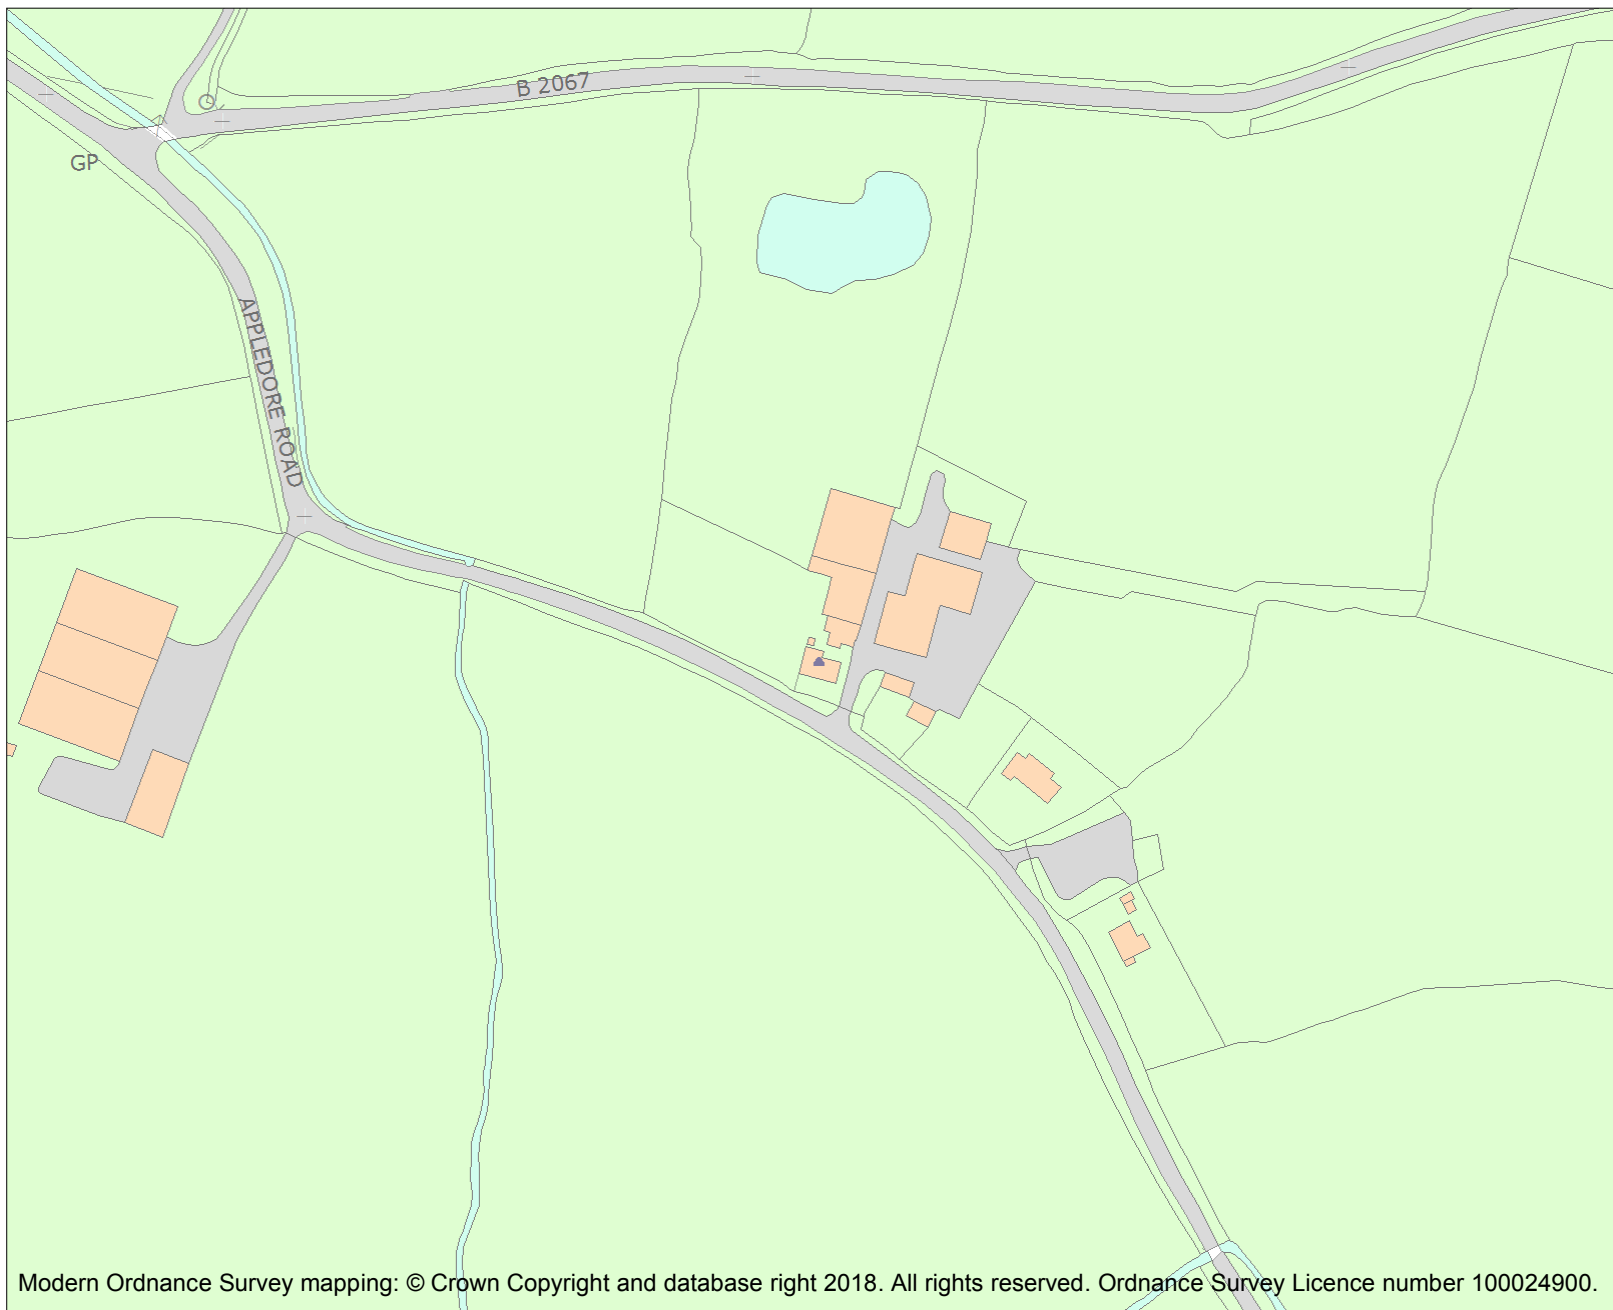 B 2067
GP
APPLEDORE ROAD
Modern Ordnance Survey mapping: © Crown Copyright and database right 2018. All rights reserved. Ordnance Survey Licence number 100024900.